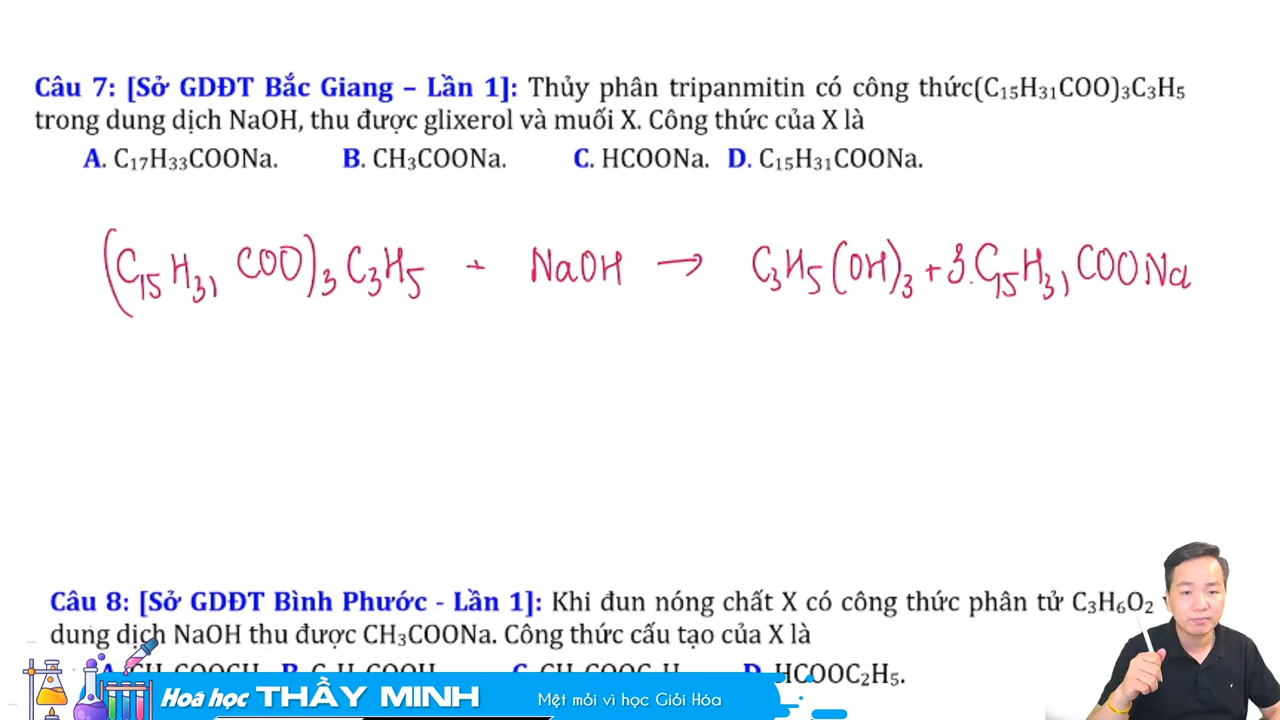 Câu 7: [Sở GDĐT Bắc Giang – Lần 1]: Thủy phân tripanmitin có công thức(C₁₅H₃₁COO)₃C₃H₅
trong dung dịch NaOH, thu được glixerol và muối X. Công thức của X là
A. C₁₇H₃₃COONa. B. CH₃COONa. C. HCOONa. D. C₁₅H₃₁COONa.
(C₁₅H₃₁COO)₃C₃H₅ + NaOH → C₃H₅(OH)₃ + 3.C₁₅H₃₁COONa
Câu 8: [Sở GDĐT Bình Phước - Lần 1]: Khi đun nóng chất X có công thức phân tử C₃H₆O₂
dung dịch NaOH thu được CH₃COONa. Công thức cấu tạo của X là
D. HCOOC₂H₅.
Hoá học THẦY MINH Mệt mỏi vì học Giỏi Hóa